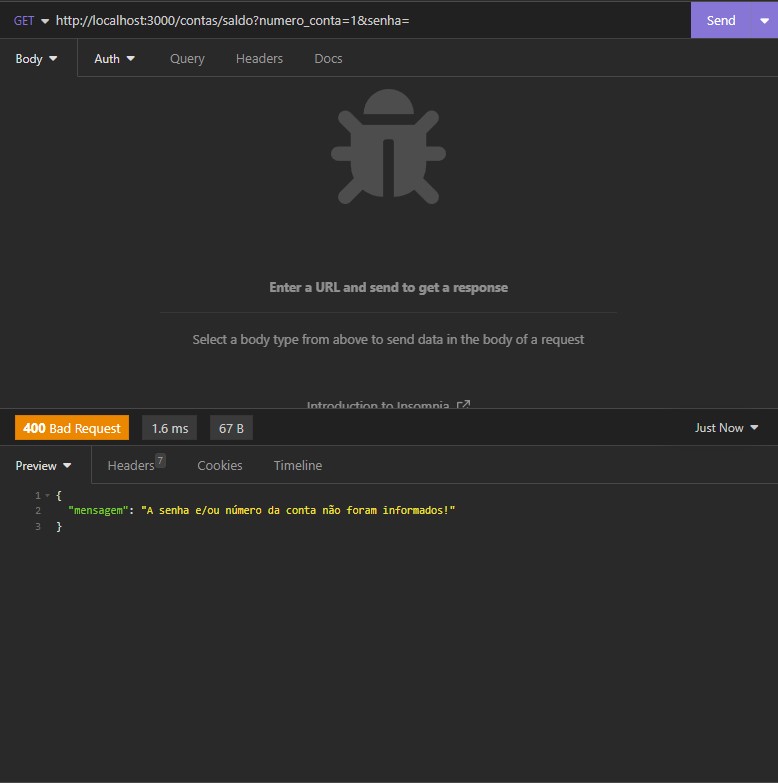 GET http://localhost:3000/contas/saldo?numero_conta=1&senha= Send
Body Auth Query Headers Docs
Enter a URL and send to get a response
Select a body type from above to send data in the body of a request
Introduction to Insomnia
400 Bad Request 1.6 ms 67 B Just Now
Preview Headers 7 Cookies Timeline
1 {
2 "mensagem": "A senha e/ou número da conta não foram informados!"
3 }